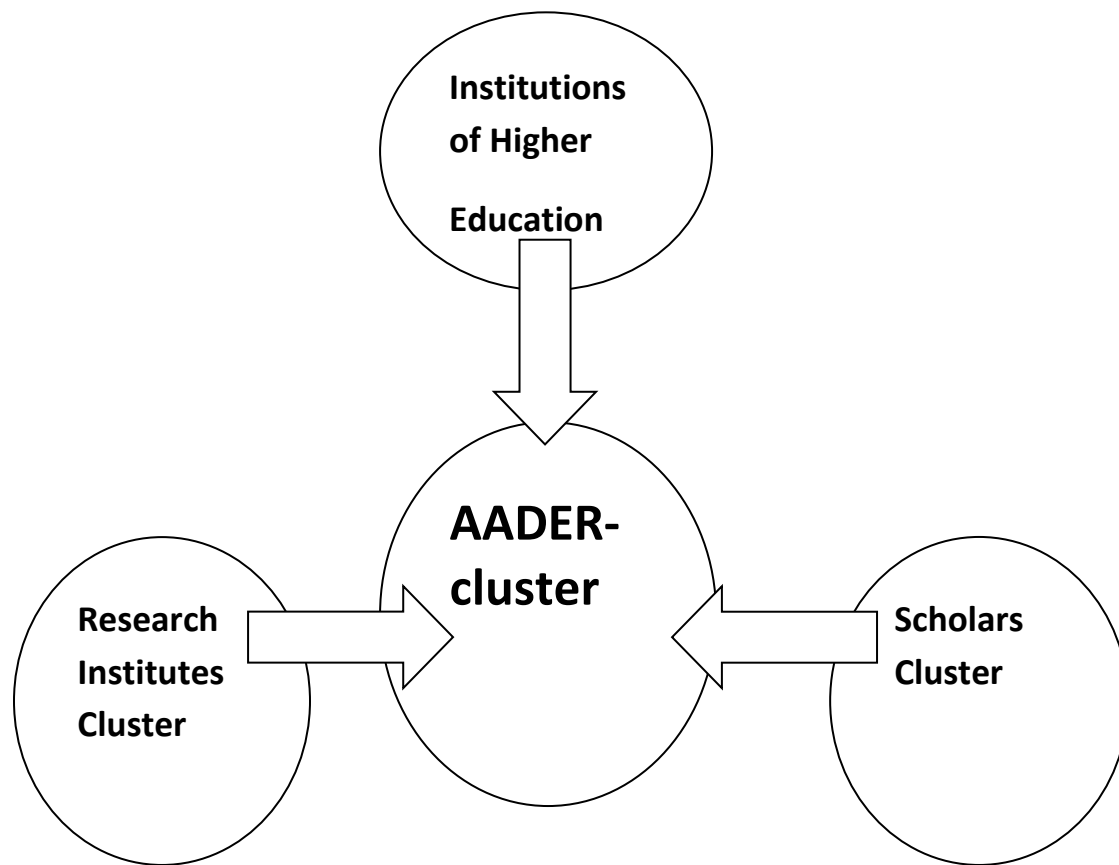 Institutions
of Higher
Education
AADER-
cluster
Research
Institutes
Cluster
Scholars
Cluster